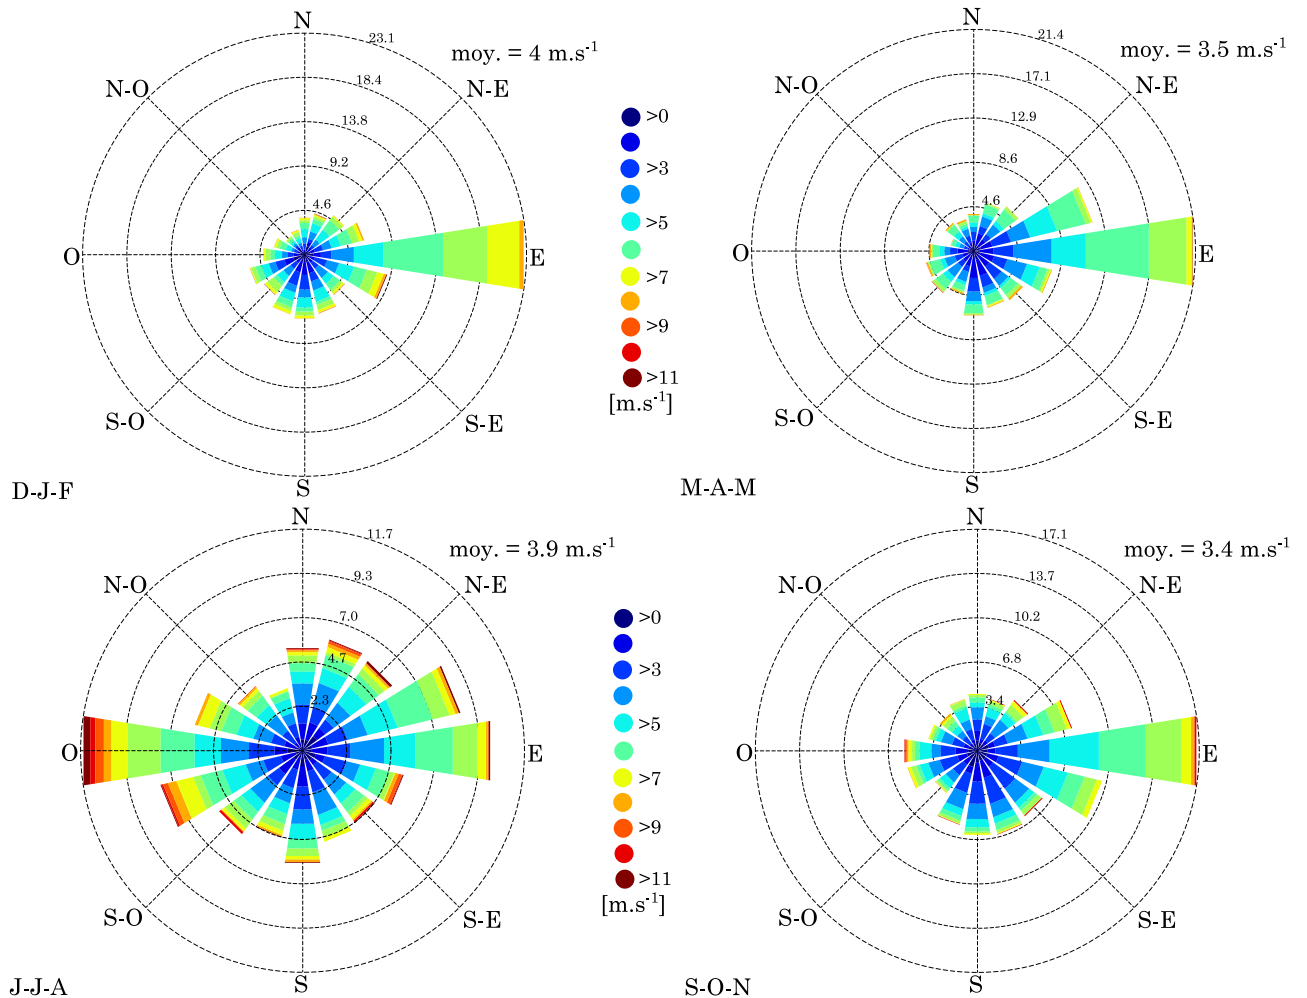 N
23.1
moy. = 4 m.s⁻¹
18.4
N-O
N-E
13.8
9.2
4.6
O
E
S-O
S-E
S
D-J-F
>0
>3
>5
>7
>9
>11
[m.s⁻¹]
N
21.4
moy. = 3.5 m.s⁻¹
17.1
N-O
N-E
12.9
8.6
4.6
O
E
S-O
S-E
S
M-A-M
N
11.7
moy. = 3.9 m.s⁻¹
9.3
N-O
N-E
7.0
4.7
2.3
O
E
S-O
S-E
S
J-J-A
>0
>3
>5
>7
>9
>11
[m.s⁻¹]
N
17.1
moy. = 3.4 m.s⁻¹
13.7
N-O
N-E
10.2
6.8
3.4
O
E
S-O
S-E
S
S-O-N